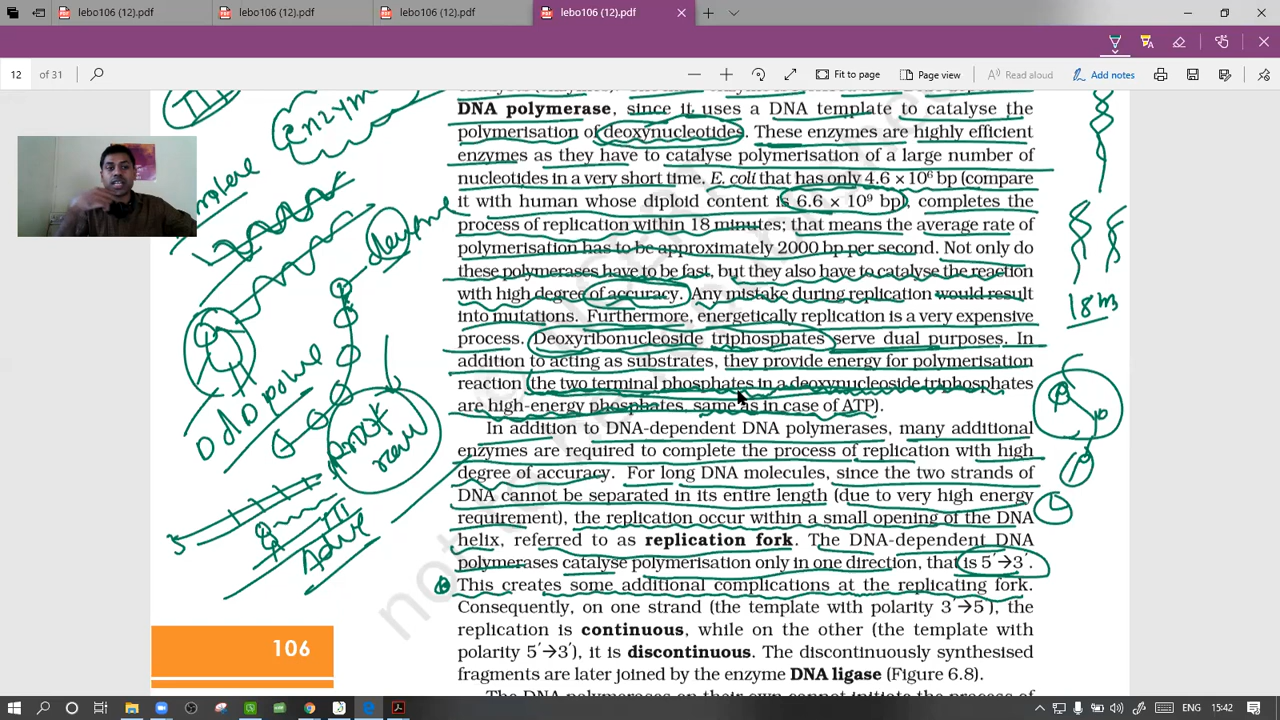 lebo106 (12).pdf
lebo106 (12).pdf
lebo106 (12).pdf
12 of 31
Fit to page
Page view
Read aloud
Add notes
DNA polymerase, since it uses a DNA template to catalyse the
polymerisation of deoxynucleotides. These enzymes are highly efficient
enzymes as they have to catalyse polymerisation of a large number of
nucleotides in a very short time. E. coli that has only 4.6 × 10⁶ bp (compare
it with human whose diploid content is 6.6 × 10⁹ bp), completes the
process of replication within 18 minutes; that means the average rate of
polymerisation has to be approximately 2000 bp per second. Not only do
these polymerases have to be fast, but they also have to catalyse the reaction
with high degree of accuracy. Any mistake during replication would result
into mutations. Furthermore, energetically replication is a very expensive
process. Deoxyribonucleoside triphosphates serve dual purposes. In
addition to acting as substrates, they provide energy for polymerisation
reaction (the two terminal phosphates in a deoxynucleoside triphosphates
are high-energy phosphates, same as in case of ATP).
In addition to DNA-dependent DNA polymerases, many additional
enzymes are required to complete the process of replication with high
degree of accuracy. For long DNA molecules, since the two strands of
DNA cannot be separated in its entire length (due to very high energy
requirement), the replication occur within a small opening of the DNA
helix, referred to as replication fork. The DNA-dependent DNA
polymerases catalyse polymerisation only in one direction, that is 5′→3′.
This creates some additional complications at the replicating fork.
Consequently, on one strand (the template with polarity 3′→5′), the
replication is continuous, while on the other (the template with
polarity 5′→3′), it is discontinuous. The discontinuously synthesised
fragments are later joined by the enzyme DNA ligase (Figure 6.8).
Enzym
18 m
106
ENG
15:42